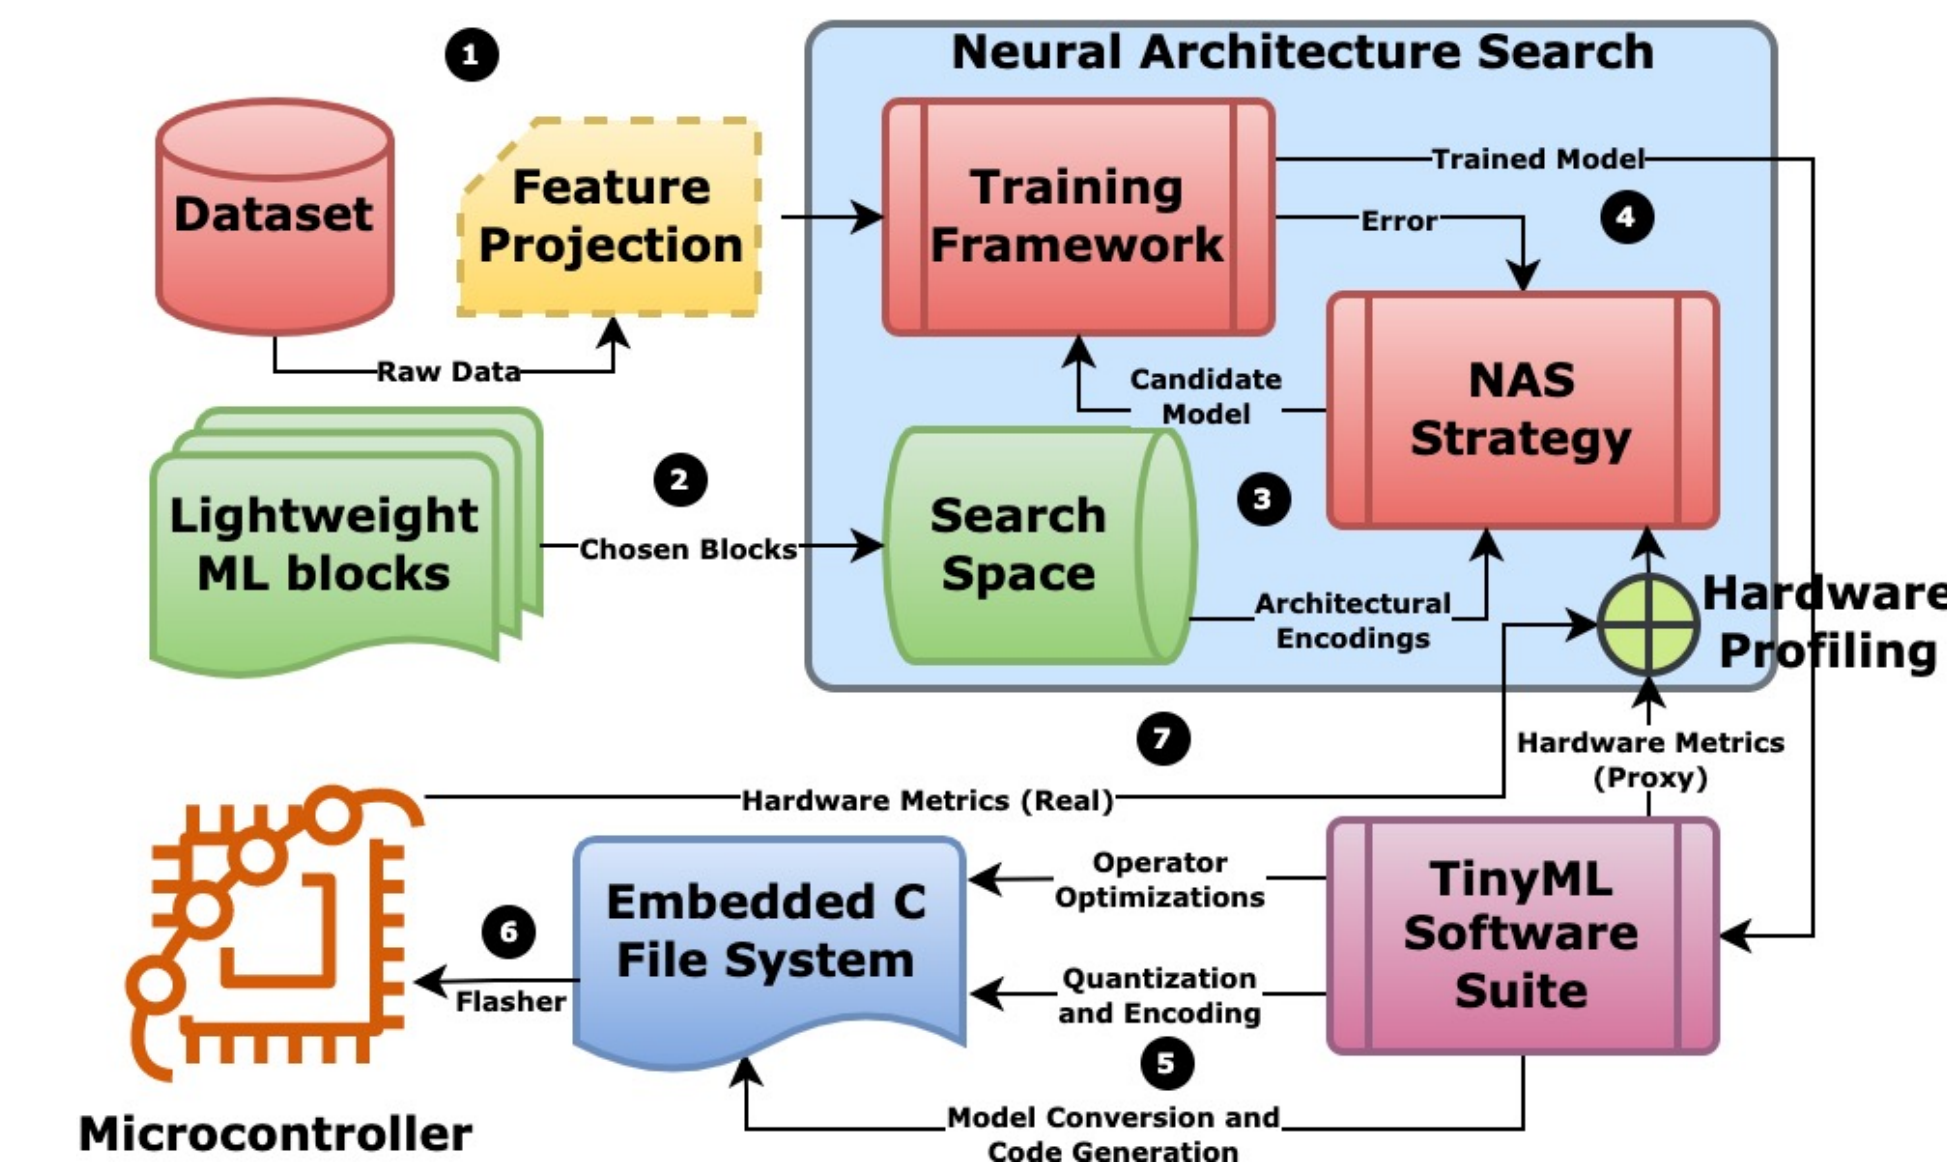 1
Neural Architecture Search
Dataset
Feature
Projection
Training
Framework
Trained Model
Error
4
Raw Data
Candidate
Model
NAS
Strategy
Lightweight
ML blocks
2
Chosen Blocks
Search
Space
3
Architectural
Encodings
Hardware
Profiling
7
Hardware Metrics
(Proxy)
Hardware Metrics (Real)
Embedded C
File System
Operator
Optimizations
TinyML
Software
Suite
6
Flasher
Quantization
and Encoding
5
Microcontroller
Model Conversion and
Code Generation